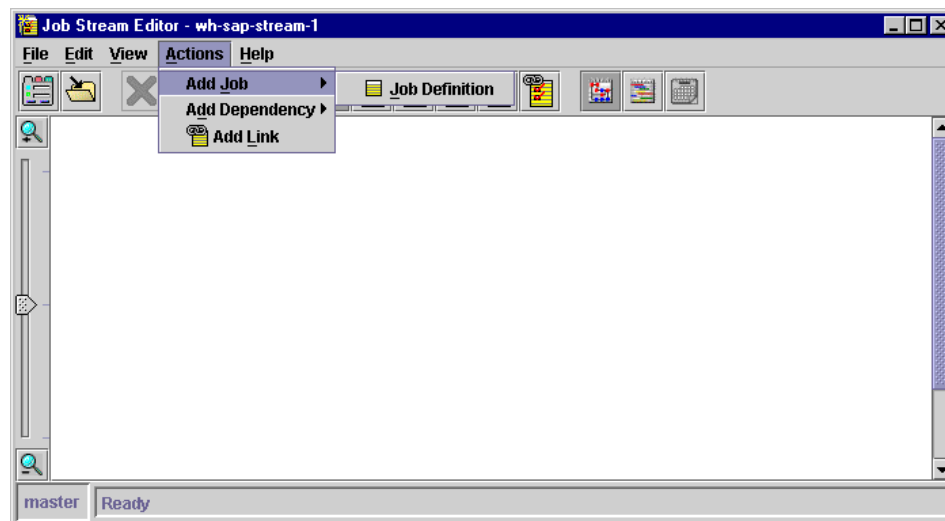 Job Stream Editor - wh-sap-stream-1
File Edit View Actions Help
Add Job
Job Definition
Add Dependency
Add Link
master
Ready